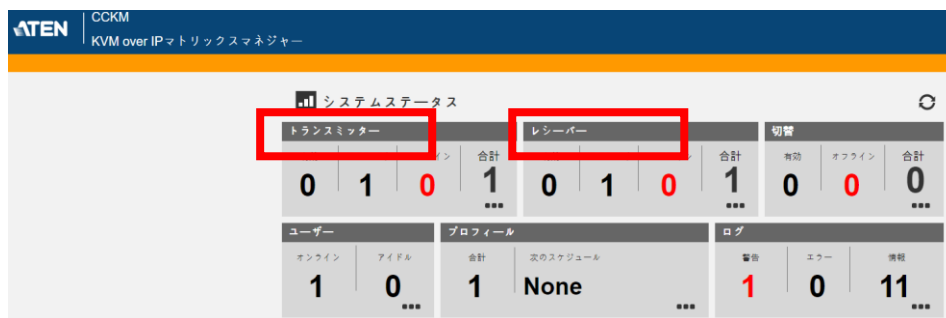 ATEN
CCKM
KVM over IPマトリックスマネジャー
システムステータス
トランスミッター
レシーバー
切替
イン 合計
合計
有効 オフライン 合計
0 1 0 1
0 1 0 1
0 0 0
ユーザー
プロフィール
ログ
オンライン アイドル
合計 次のスケジュール
警告 エラー 情報
1 0
1 None
1 0 11